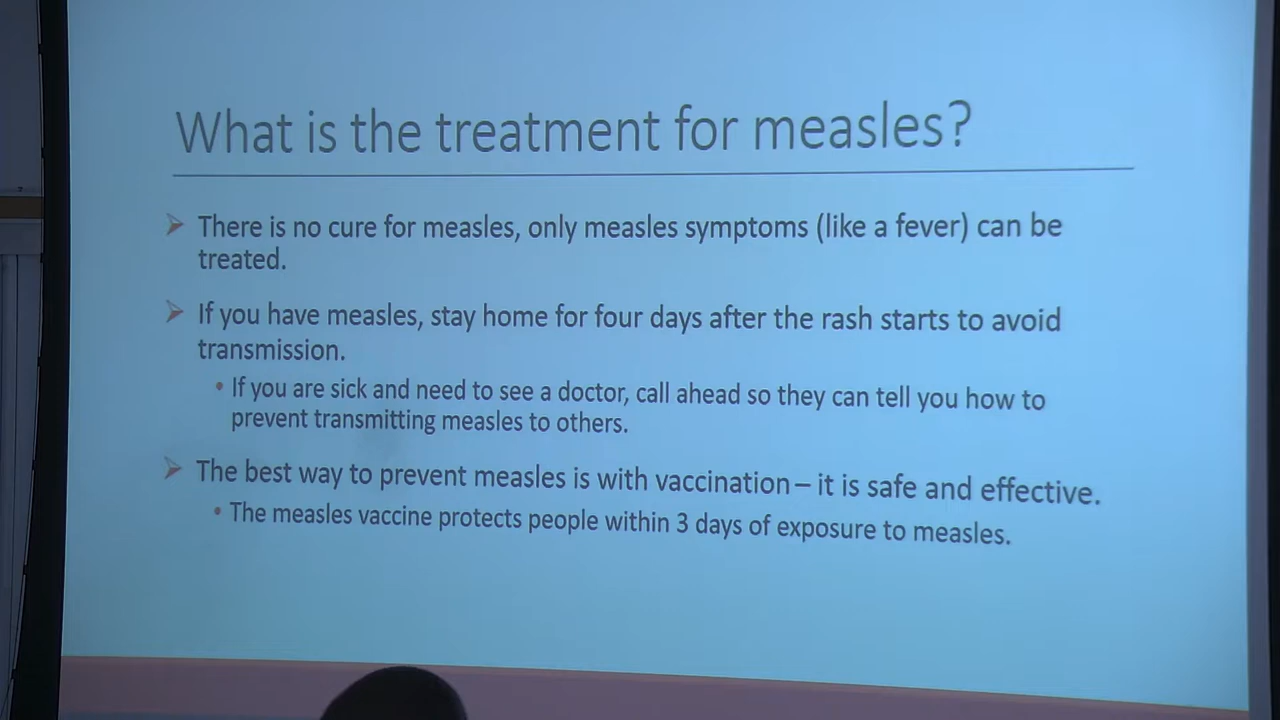 What is the treatment for measles?
There is no cure for measles, only measles symptoms (like a fever) can be
treated.
If you have measles, stay home for four days after the rash starts to avoid
transmission.
• If you are sick and need to see a doctor, call ahead so they can tell you how to
prevent transmitting measles to others.
The best way to prevent measles is with vaccination – it is safe and effective.
• The measles vaccine protects people within 3 days of exposure to measles.